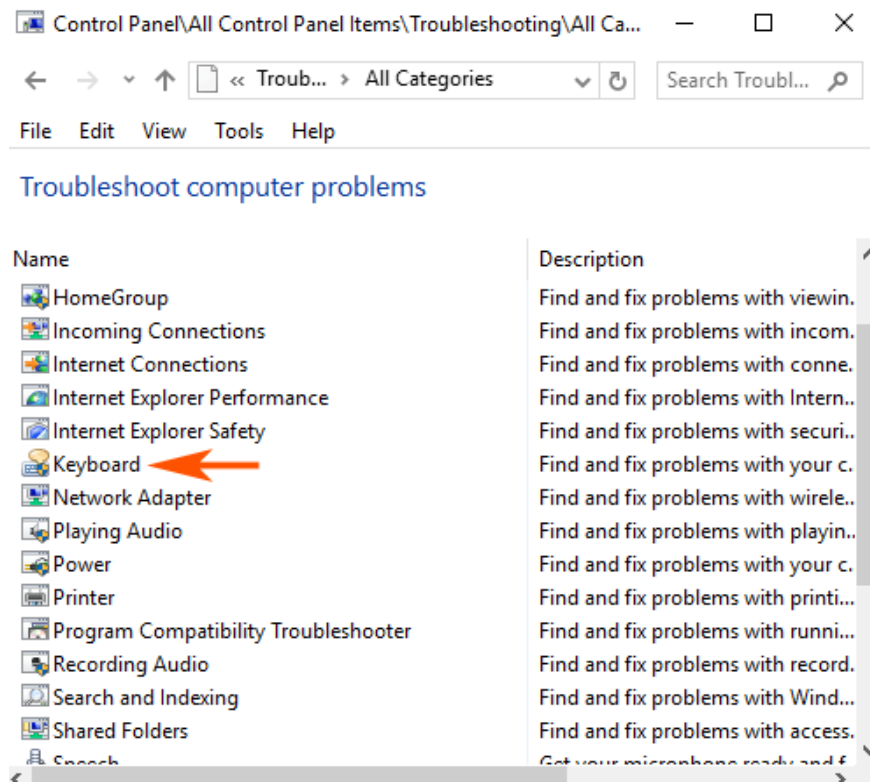 Control Panel\All Control Panel Items\Troubleshooting\All Ca...
« Troub... › All Categories Search Troubl...
File Edit View Tools Help
Troubleshoot computer problems
Name Description
HomeGroup Find and fix problems with viewin.
Incoming Connections Find and fix problems with incom.
Internet Connections Find and fix problems with conne.
Internet Explorer Performance Find and fix problems with Intern..
Internet Explorer Safety Find and fix problems with securi..
Keyboard Find and fix problems with your c.
Network Adapter Find and fix problems with wirele..
Playing Audio Find and fix problems with playin..
Power Find and fix problems with your c.
Printer Find and fix problems with printi...
Program Compatibility Troubleshooter Find and fix problems with runni...
Recording Audio Find and fix problems with record.
Search and Indexing Find and fix problems with Wind...
Shared Folders Find and fix problems with access.
Speech Get your microphone ready and f